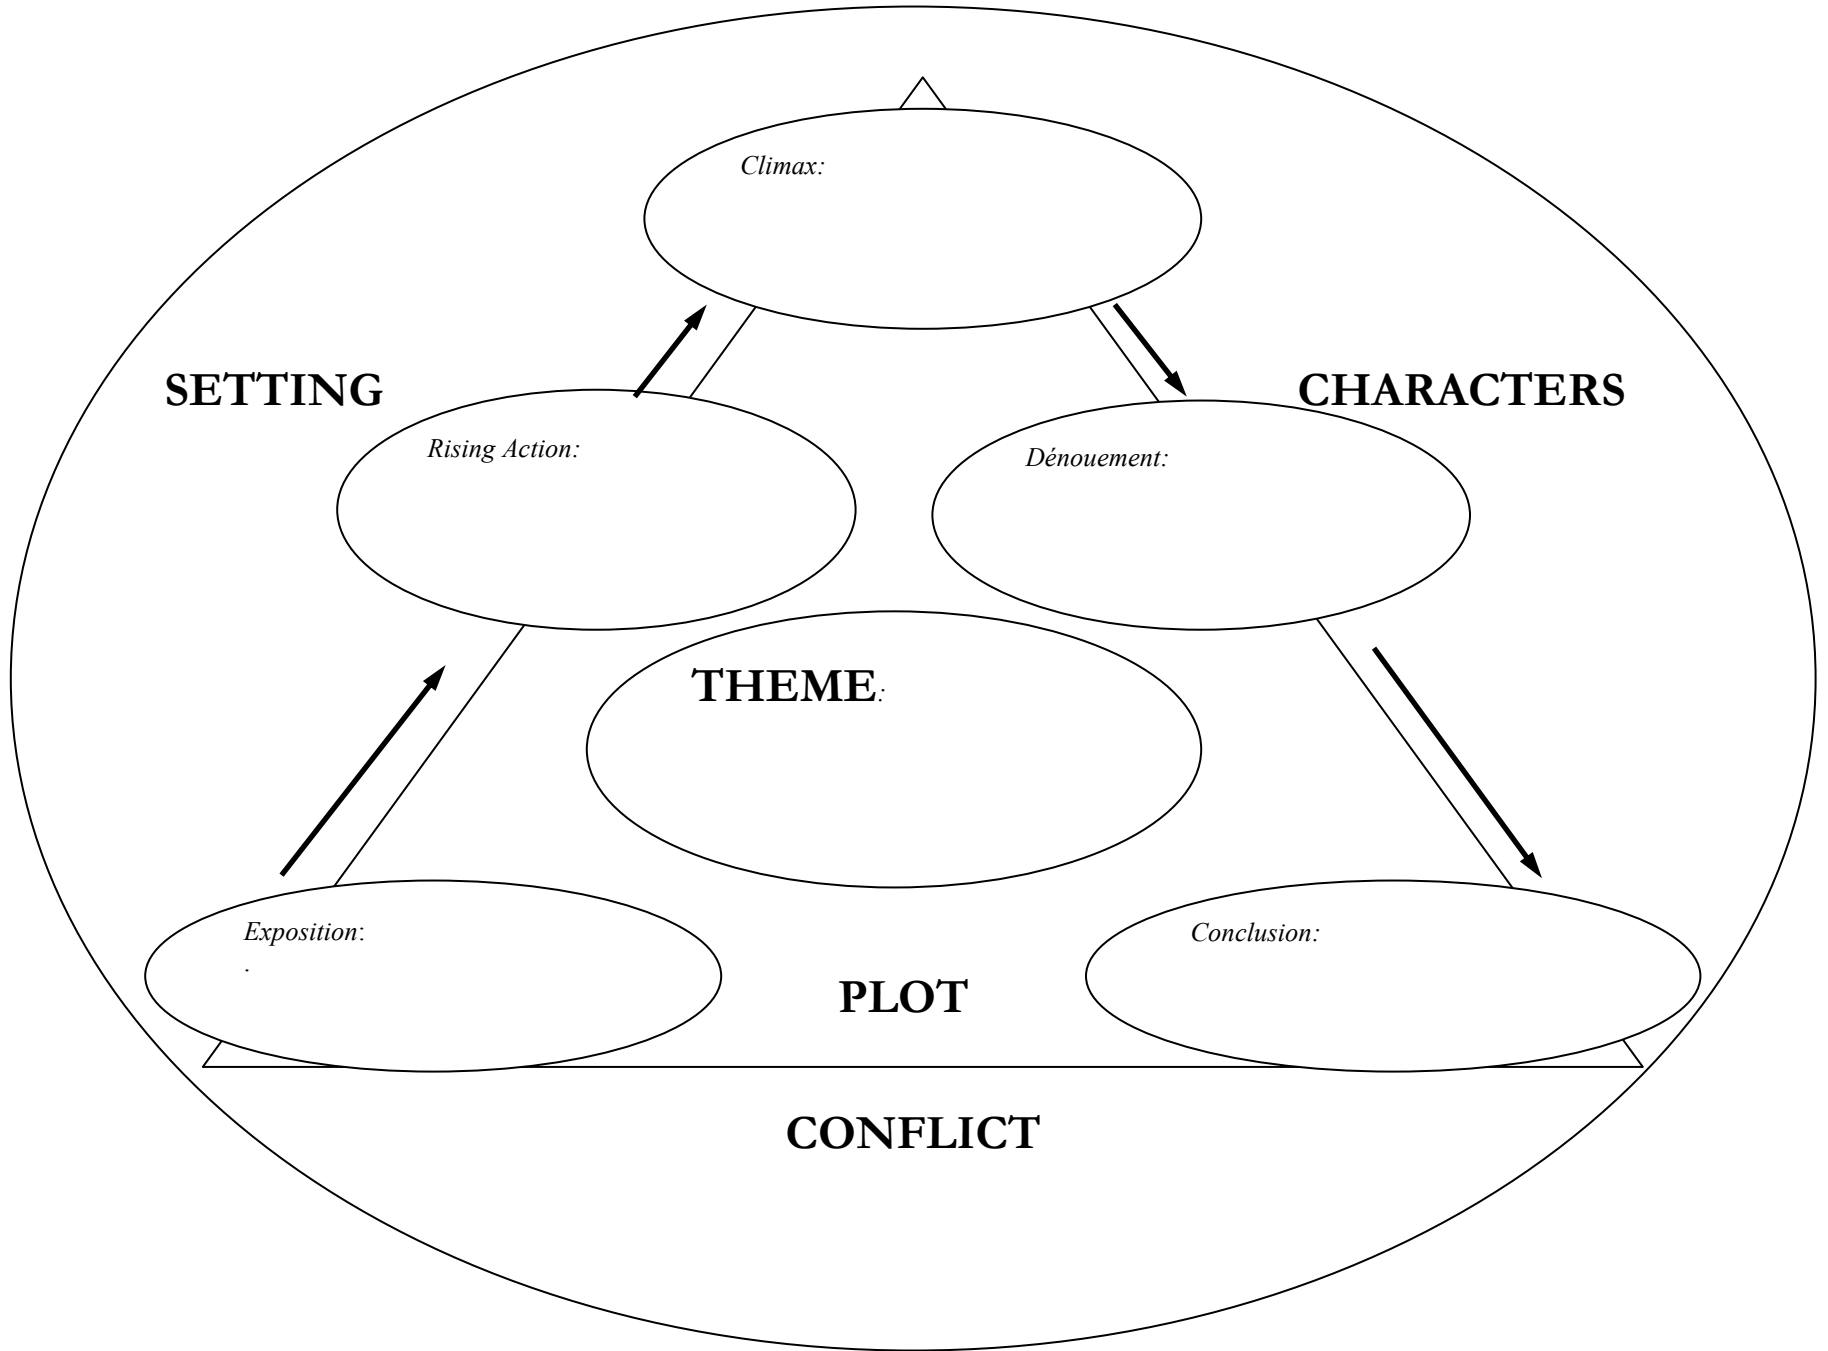 Climax:
SETTING
CHARACTERS
Rising Action:
Dénouement:
THEME:
Exposition:
.
Conclusion:
PLOT
CONFLICT